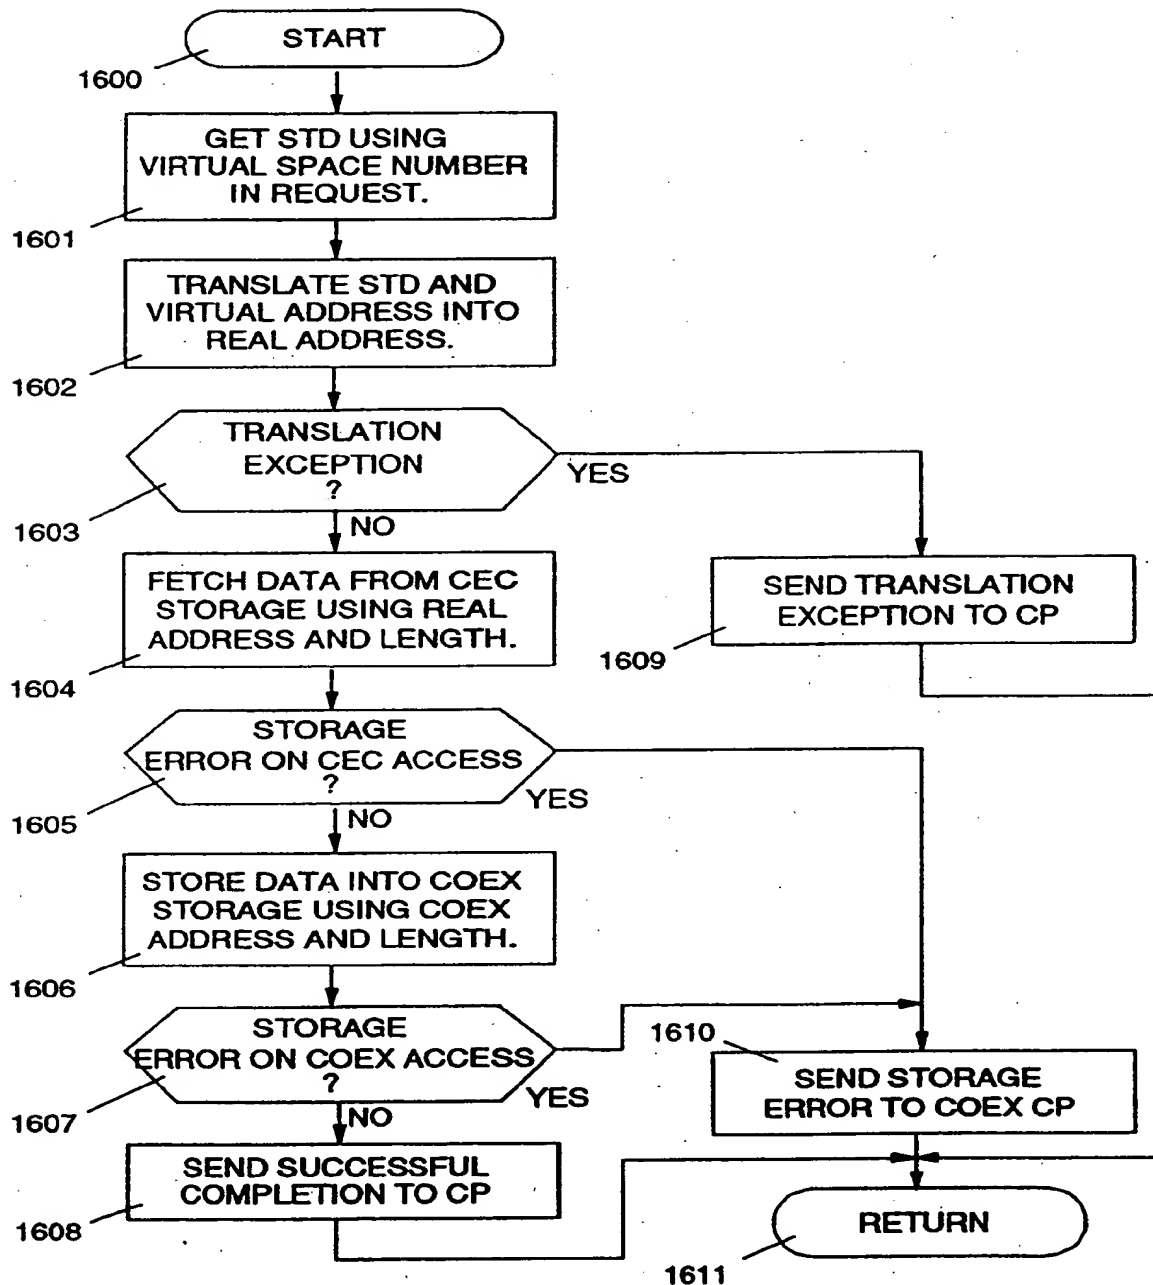 START
1600
GET STD USING
VIRTUAL SPACE NUMBER
IN REQUEST.
1601
TRANSLATE STD AND
VIRTUAL ADDRESS INTO
REAL ADDRESS.
1602
TRANSLATION
EXCEPTION
?
YES
1603
NO
FETCH DATA FROM CEC
STORAGE USING REAL
ADDRESS AND LENGTH.
1604
SEND TRANSLATION
EXCEPTION TO CP
1609
STORAGE
ERROR ON CEC ACCESS
?
YES
1605
NO
STORE DATA INTO COEX
STORAGE USING COEX
ADDRESS AND LENGTH.
1606
STORAGE
ERROR ON COEX ACCESS
?
YES
1607
NO
1610
SEND STORAGE
ERROR TO COEX CP
SEND SUCCESSFUL
COMPLETION TO CP
1608
RETURN
1611